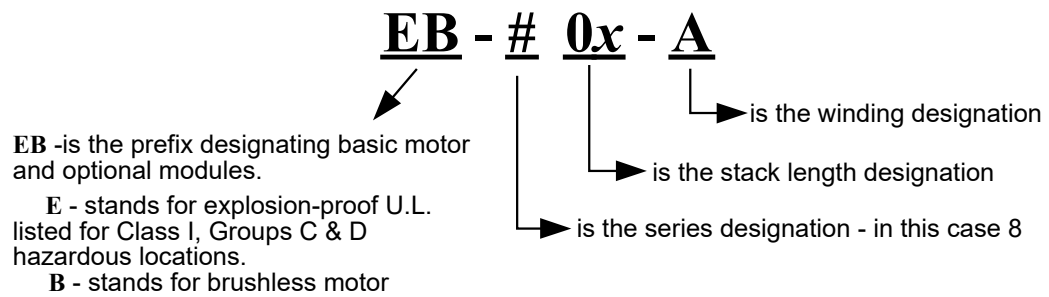 EB - # 0x - A
is the winding designation
EB -is the prefix designating basic motor
and optional modules.
is the stack length designation
E - stands for explosion-proof U.L.
listed for Class I, Groups C & D
hazardous locations.
is the series designation - in this case 8
B - stands for brushless motor